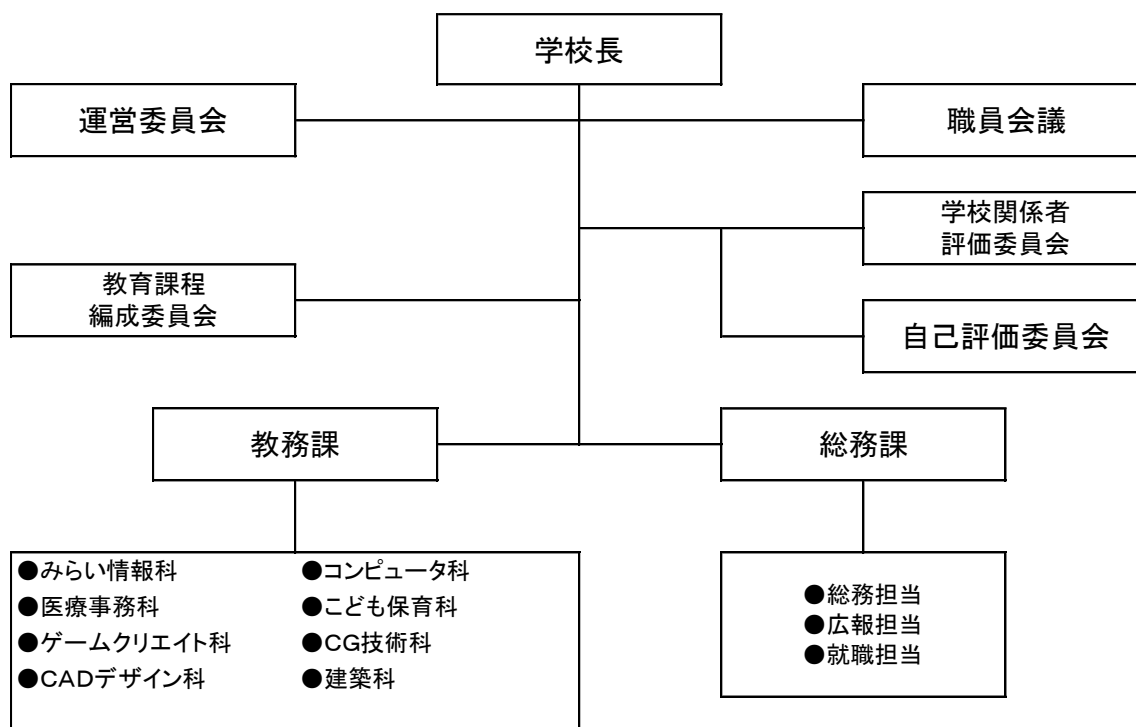 学校長
運営委員会
職員会議
学校関係者
評価委員会
教育課程
編成委員会
自己評価委員会
教務課
総務課
●みらい情報科
●コンピュータ科
●医療事務科
●こども保育科
●ゲームクリエイト科
●CG技術科
●CADデザイン科
●建築科
●総務担当
●広報担当
●就職担当